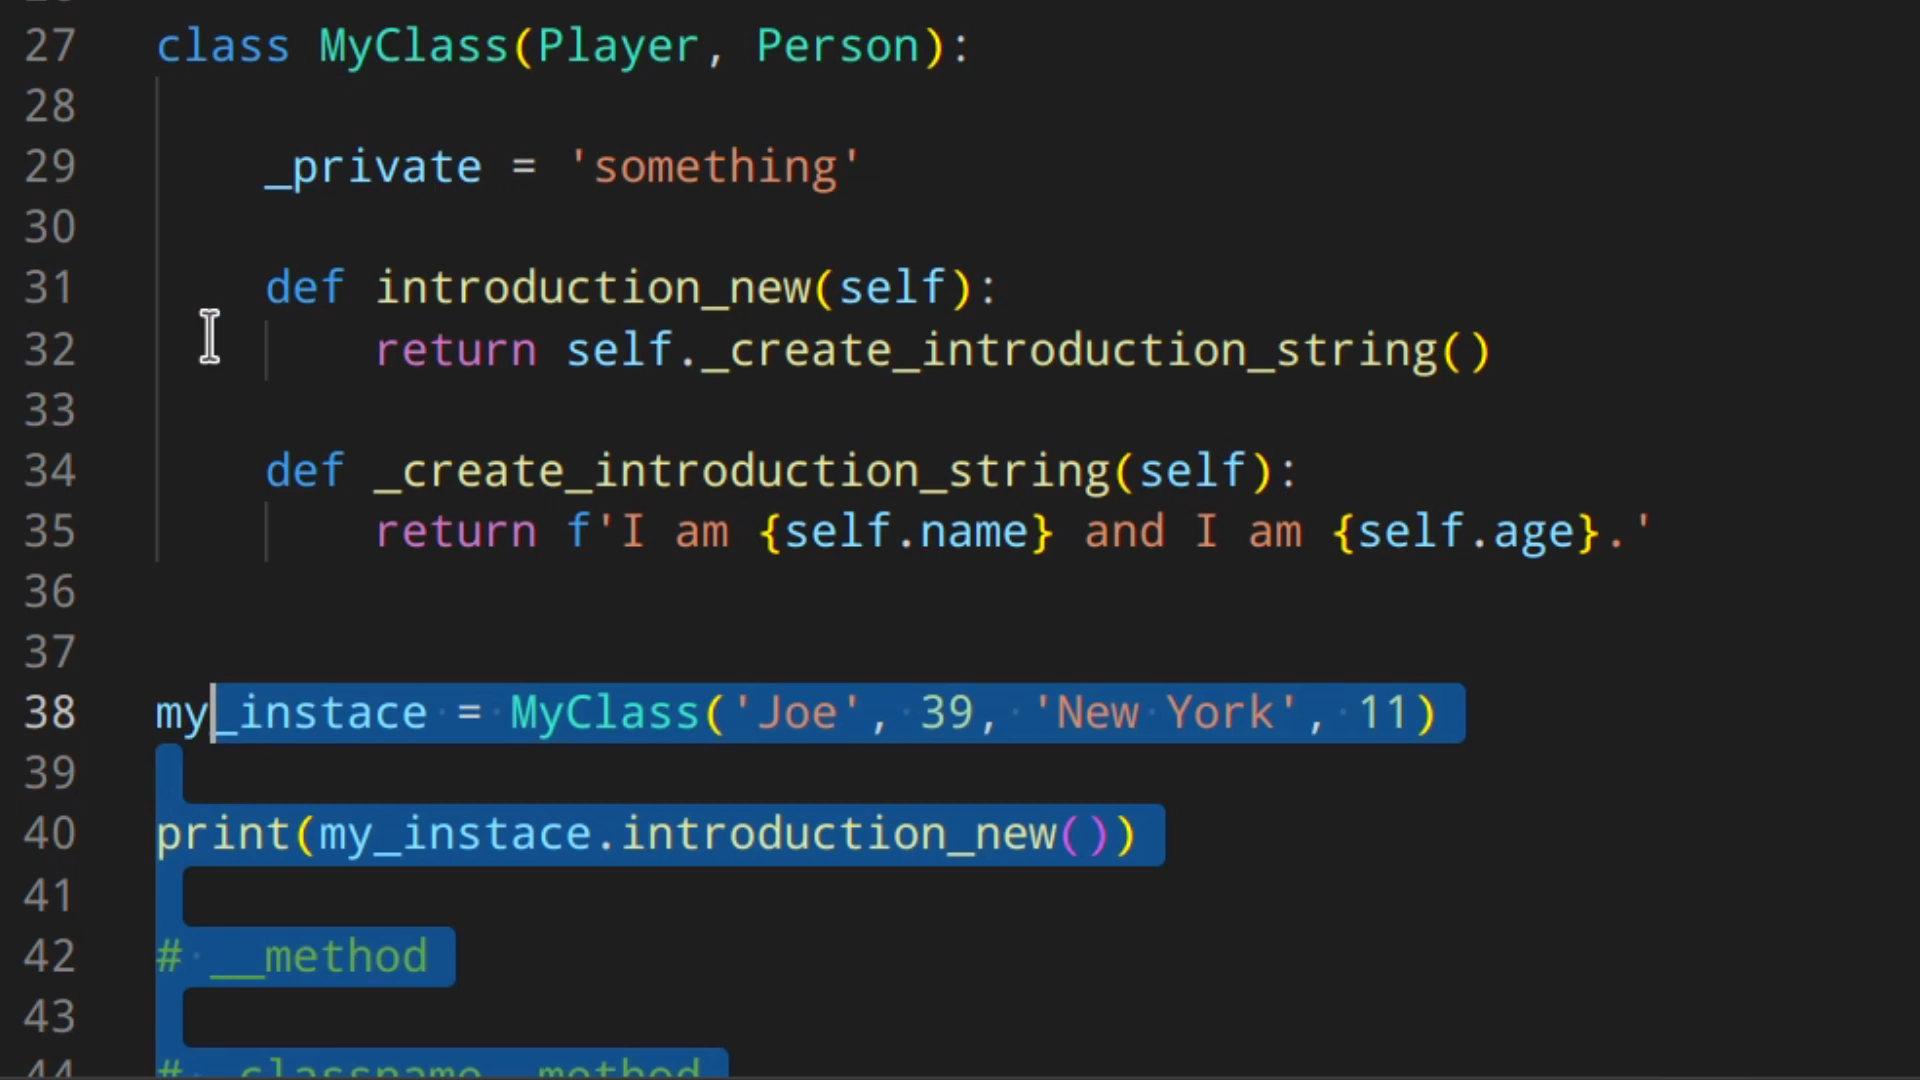 27 class MyClass(Player, Person):
28
29 _private = 'something'
30
31 def introduction_new(self):
32 return self._create_introduction_string()
33
34 def _create_introduction_string(self):
35 return f'I am {self.name} and I am {self.age}.'
36
37
38 my_instace = MyClass('Joe', 39, 'New York', 11)
39
40 print(my_instace.introduction_new())
41
42 # __method
43
44 # _classname__method